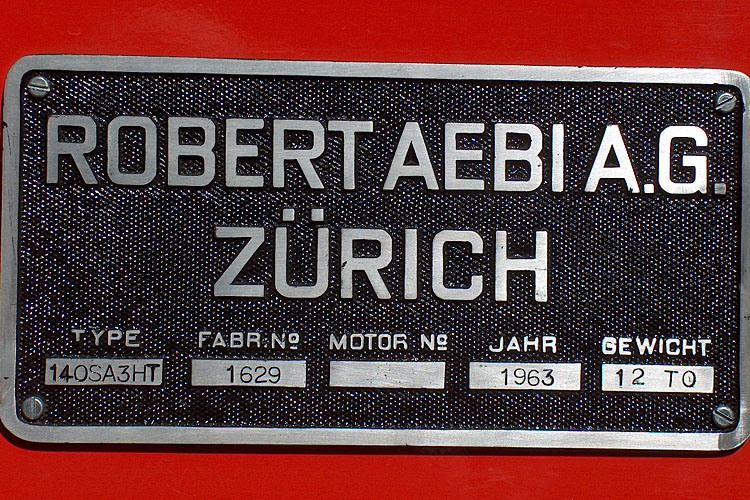 ROBERT AEBI A.G.
ZÜRICH
TYPE FABR. Nº MOTOR Nº JAHR GEWICHT
140SA3HT 1629 1963 12 TO